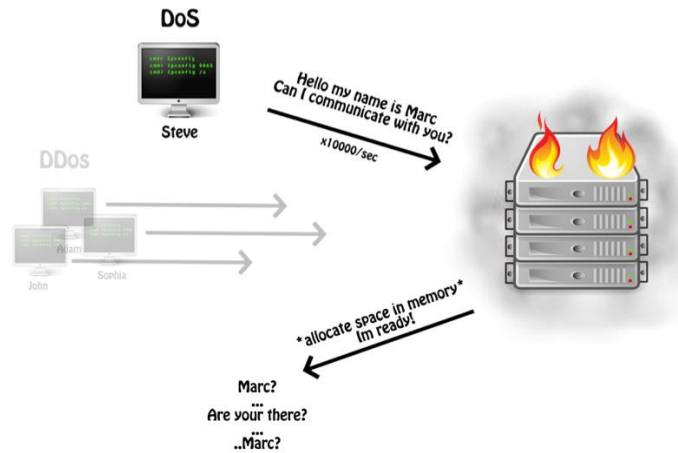 DoS
cmd: ipconfig
cmd: ipconfig
cmd: ipconfig /a
Steve
Hello my name is Marc
Can I communicate with you?
x10000/sec
DDos
Adam
John
Sophia
*allocate space in memory*
Im ready!
Marc?
...
Are your there?
...
..Marc?